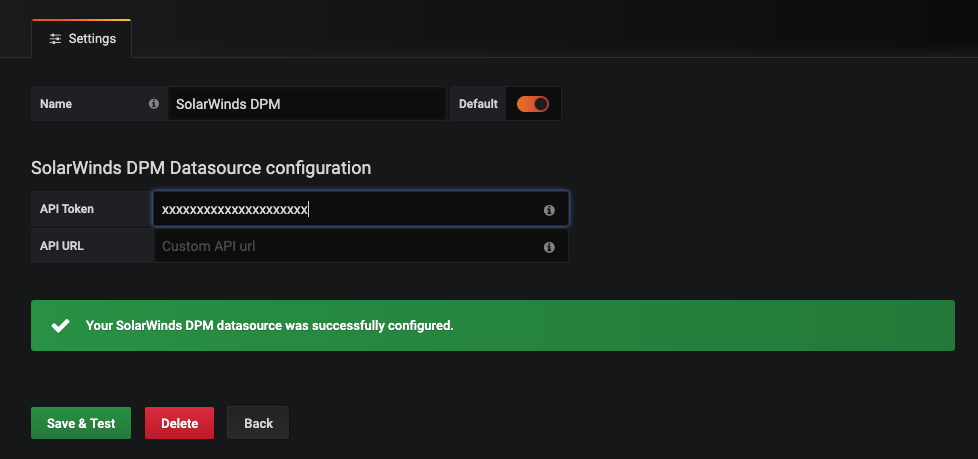 Settings
Name SolarWinds DPM Default
SolarWinds DPM Datasource configuration
API Token xxxxxxxxxxxxxxxxxxxxx
API URL Custom API url
Your SolarWinds DPM datasource was successfully configured.
Save & Test Delete Back